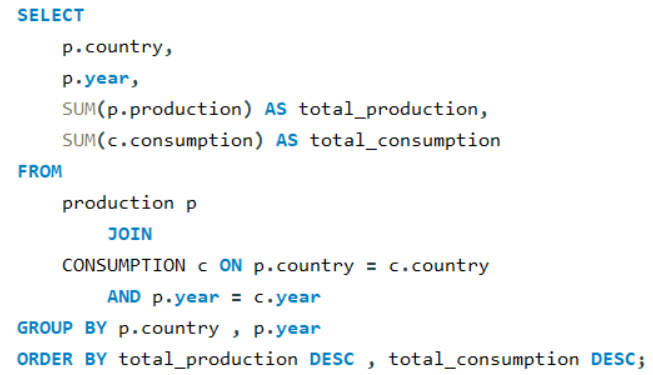 SELECT
    p.country,
    p.year,
    SUM(p.production) AS total_production,
    SUM(c.consumption) AS total_consumption
FROM
    production p
        JOIN
    CONSUMPTION c ON p.country = c.country
        AND p.year = c.year
GROUP BY p.country , p.year
ORDER BY total_production DESC , total_consumption DESC;